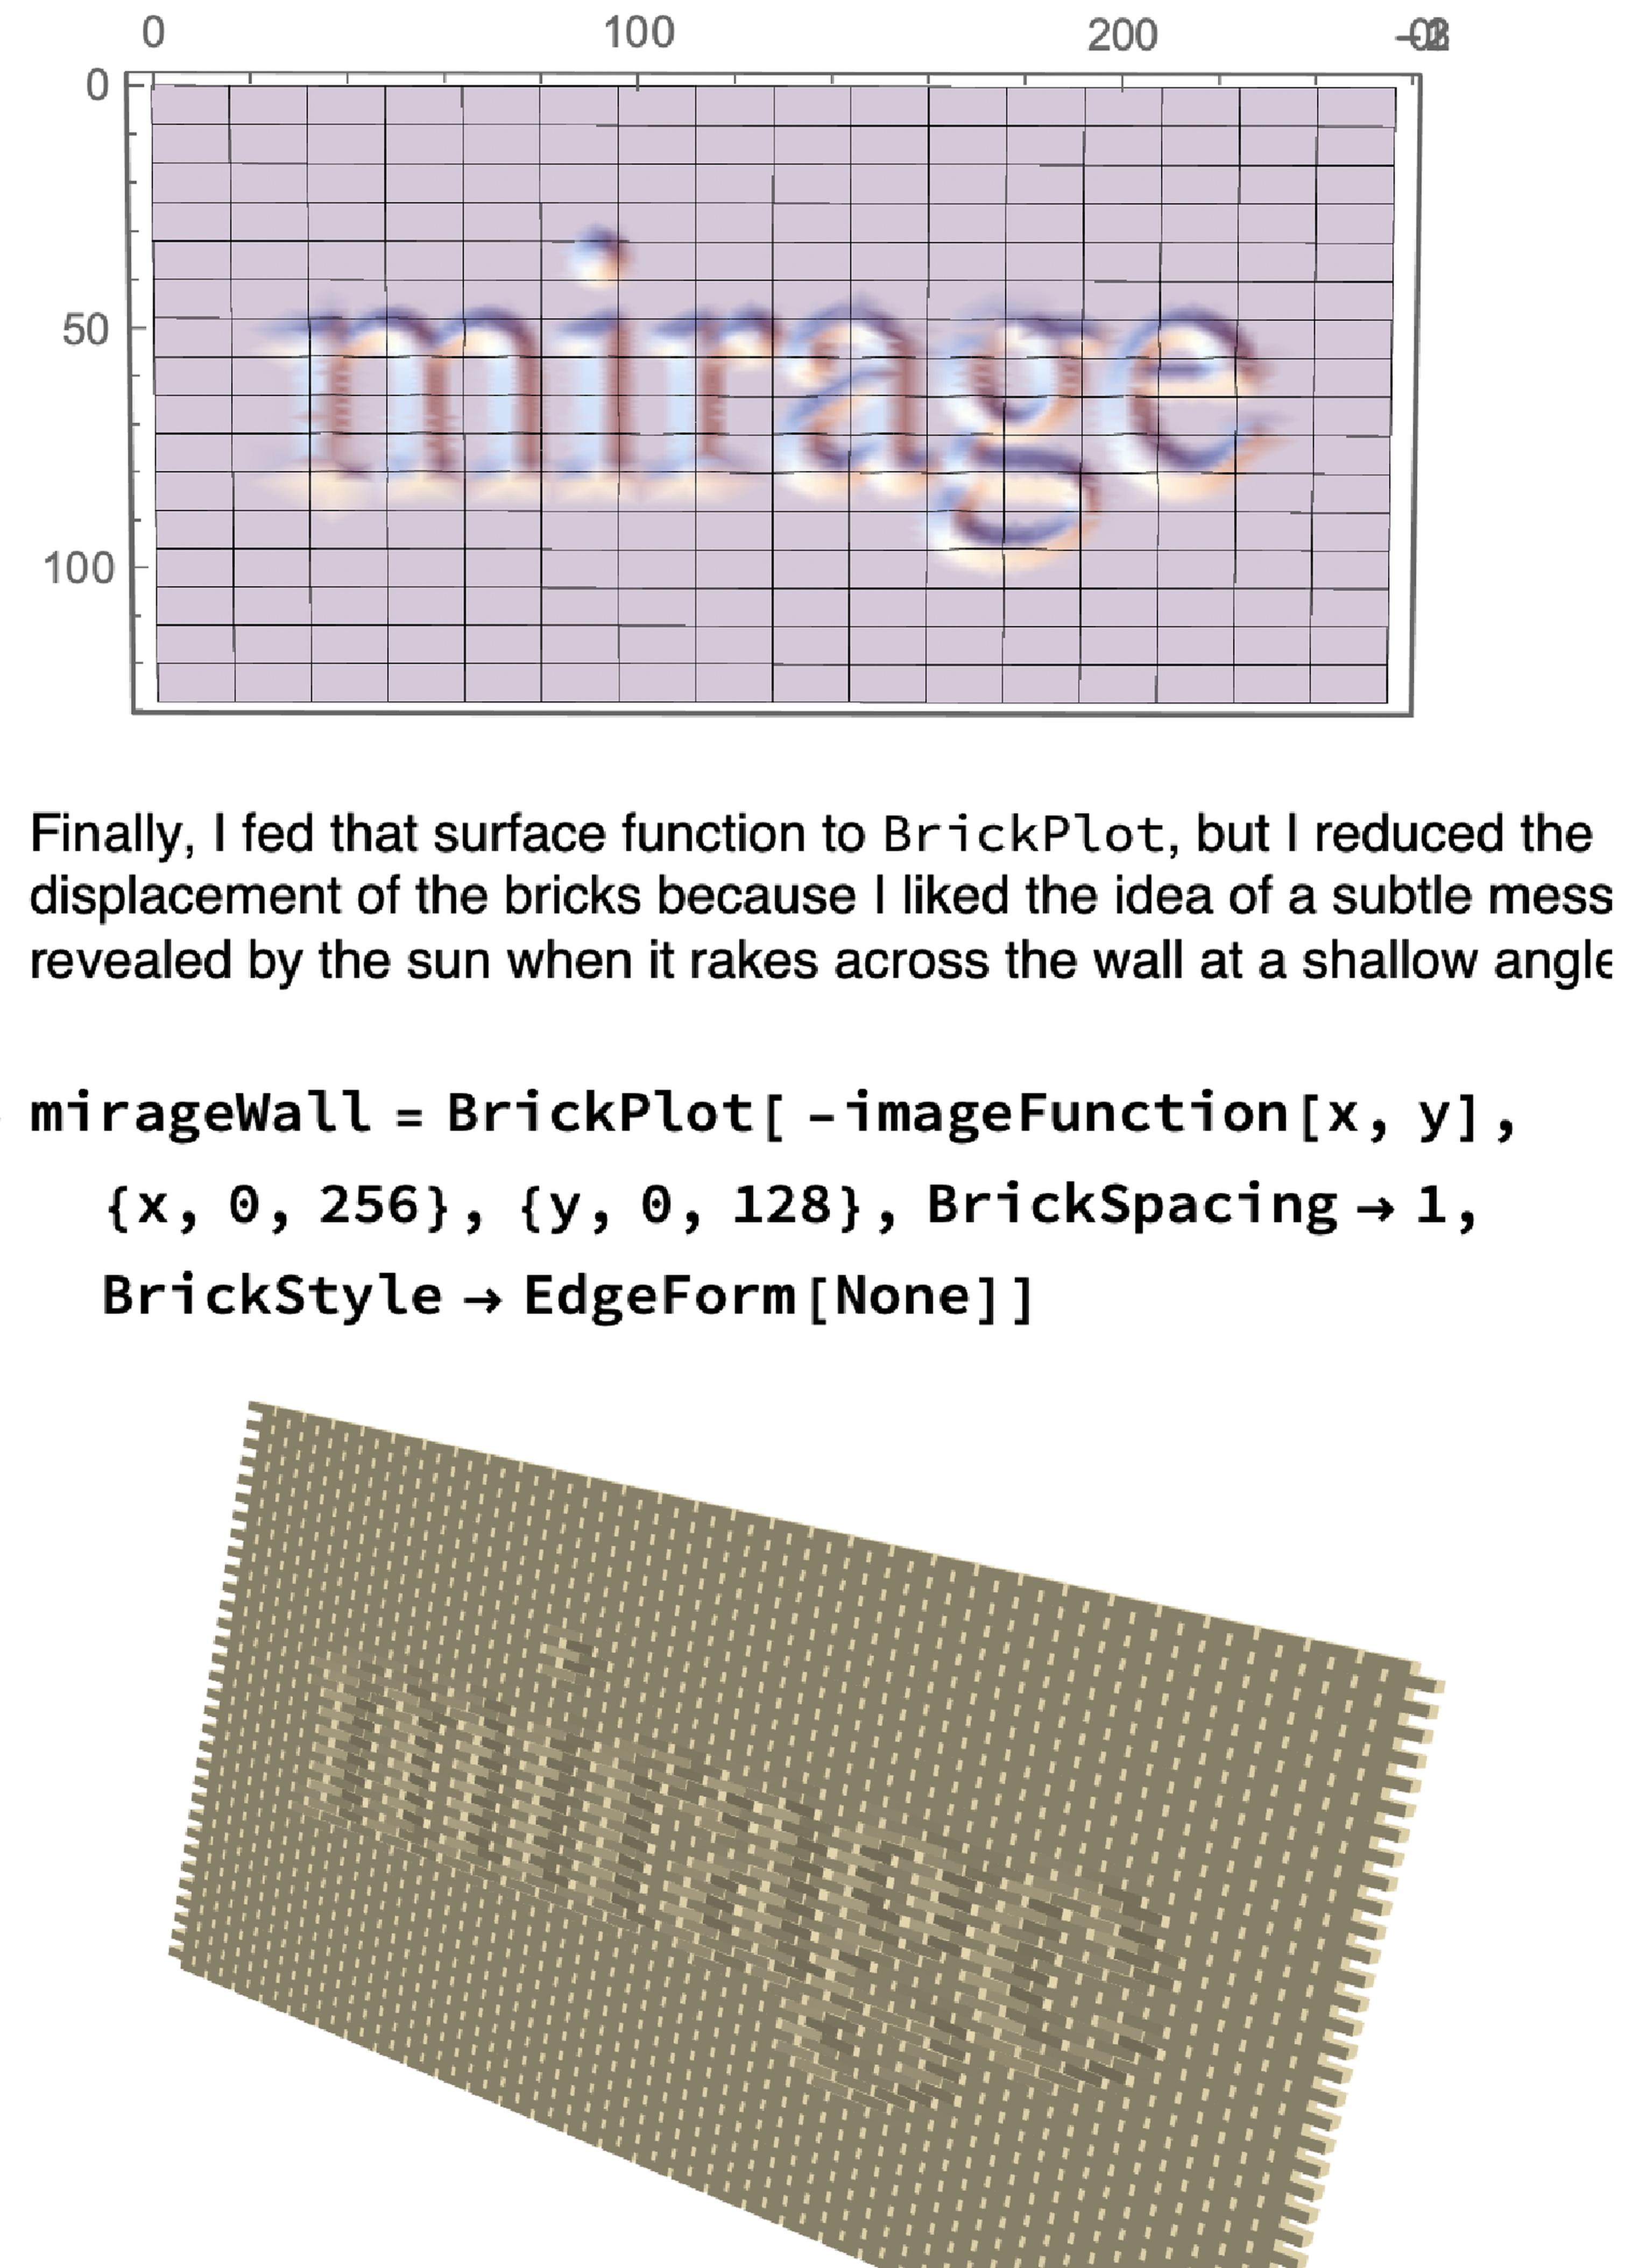 0 100 200
0
mirage
50
100
Finally, I fed that surface function to BrickPlot, but I reduced the
displacement of the bricks because I liked the idea of a subtle mess
revealed by the sun when it rakes across the wall at a shallow angle
mirageWall = BrickPlot[ -imageFunction[x, y],
{x, 0, 256}, {y, 0, 128}, BrickSpacing → 1,
BrickStyle → EdgeForm[None]]
mirage